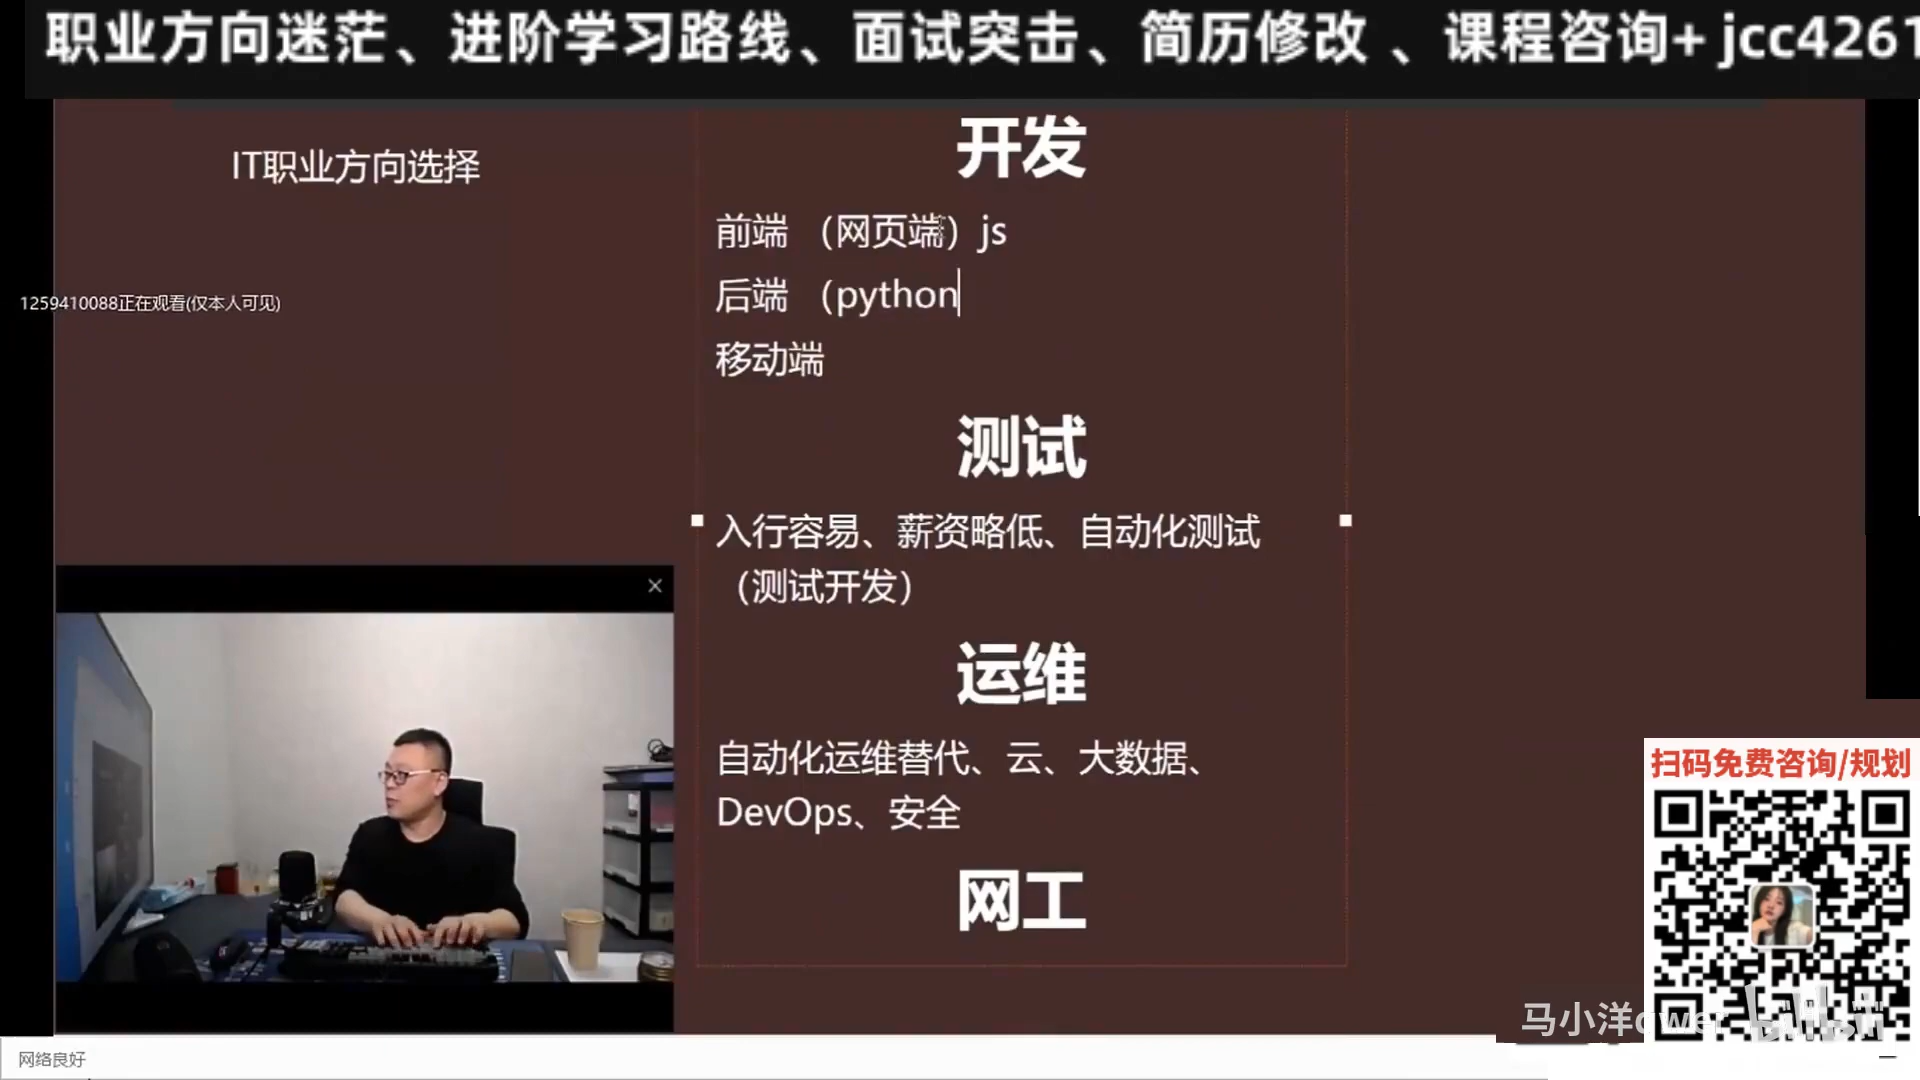 职业方向迷茫、进阶学习路线、面试突击、简历修改 、课程咨询+ jcc4261
IT职业方向选择
1259410088正在观看(仅本人可见)
开发
前端 （网页端）js
后端 （python
移动端
测试
入行容易、薪资略低、自动化测试
（测试开发）
运维
自动化运维替代、云、大数据、
DevOps、安全
网工
扫码免费咨询/规划
马小洋qwer
bilibili
网络良好